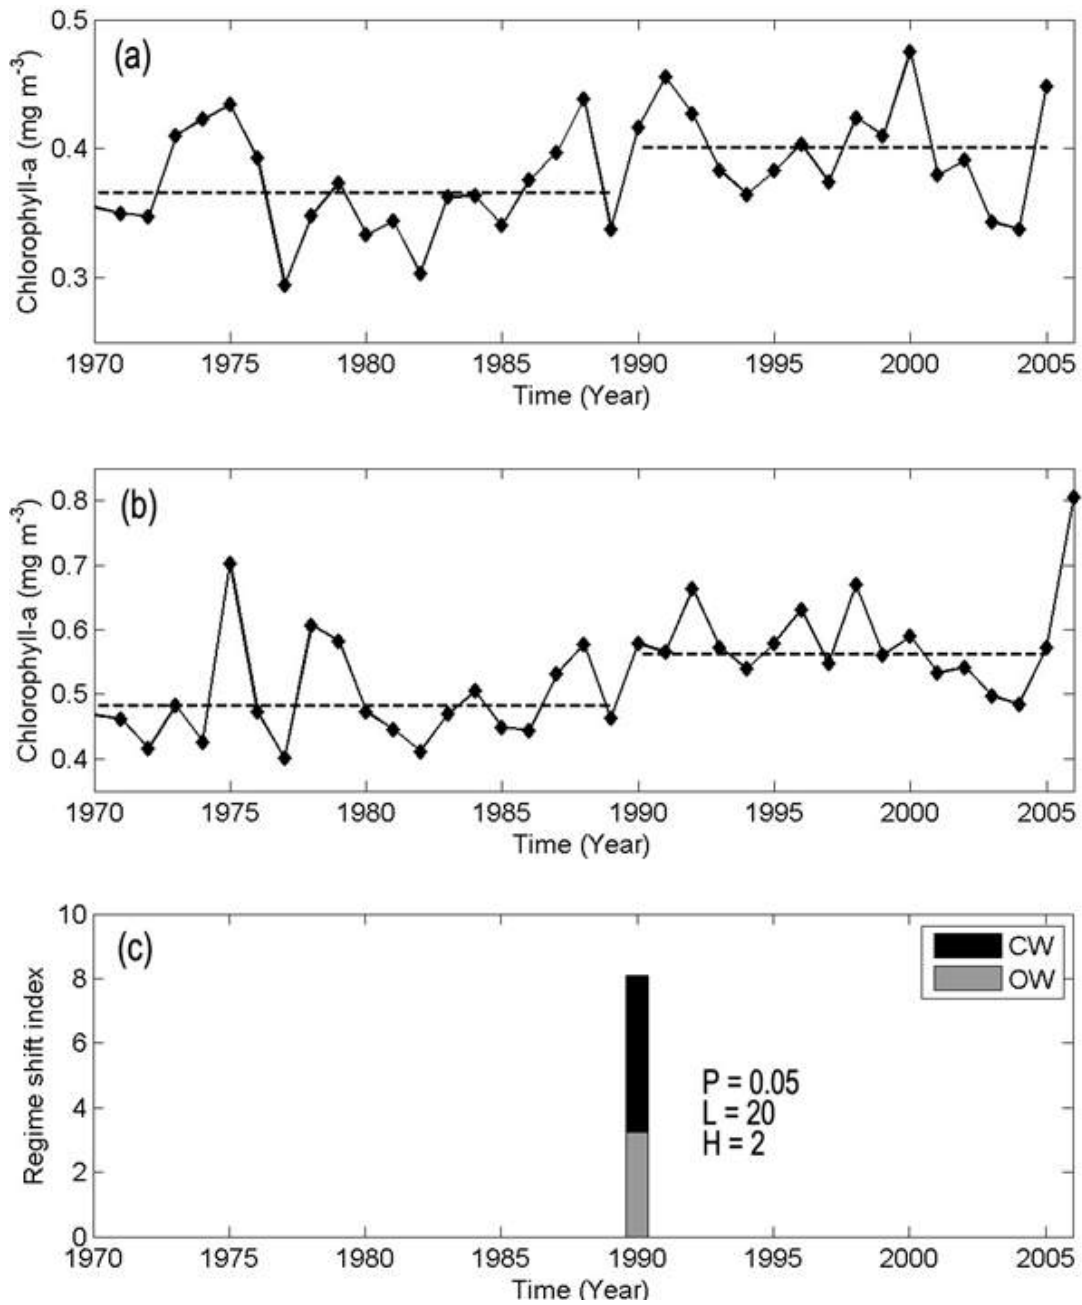 (a)
Chlorophyll-a (mg m⁻³)
0.5
0.4
0.3
1970 1975 1980 1985 1990 1995 2000 2005
Time (Year)
(b)
Chlorophyll-a (mg m⁻³)
0.8
0.7
0.6
0.5
0.4
1970 1975 1980 1985 1990 1995 2000 2005
Time (Year)
(c)
Regime shift index
10
8
6
4
2
0
CW
OW
P = 0.05
L = 20
H = 2
1970 1975 1980 1985 1990 1995 2000 2005
Time (Year)